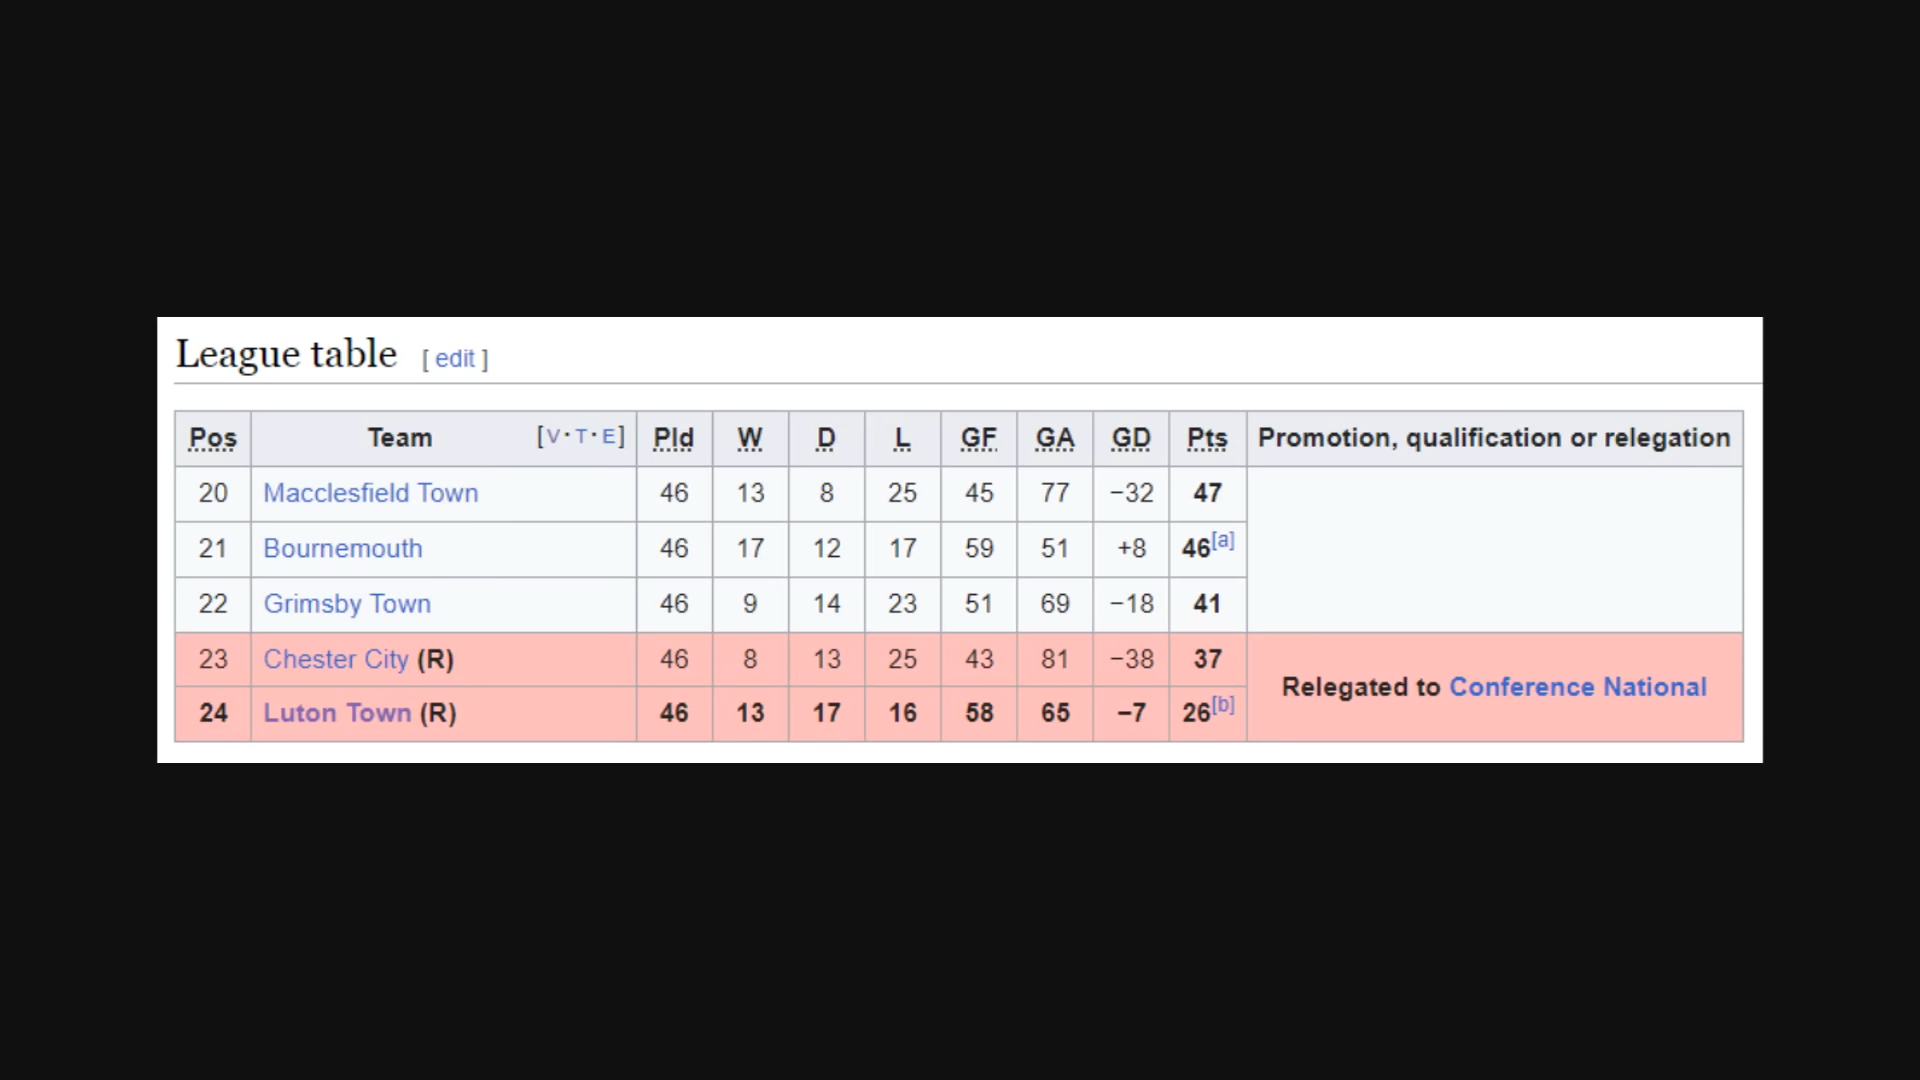 League table [ edit ]
Pos Team [V·T·E] Pld W D L GF GA GD Pts Promotion, qualification or relegation
20 Macclesfield Town 46 13 8 25 45 77 −32 47
21 Bournemouth 46 17 12 17 59 51 +8 46[a]
22 Grimsby Town 46 9 14 23 51 69 −18 41
23 Chester City (R) 46 8 13 25 43 81 −38 37
Relegated to Conference National
24 Luton Town (R) 46 13 17 16 58 65 −7 26[b]